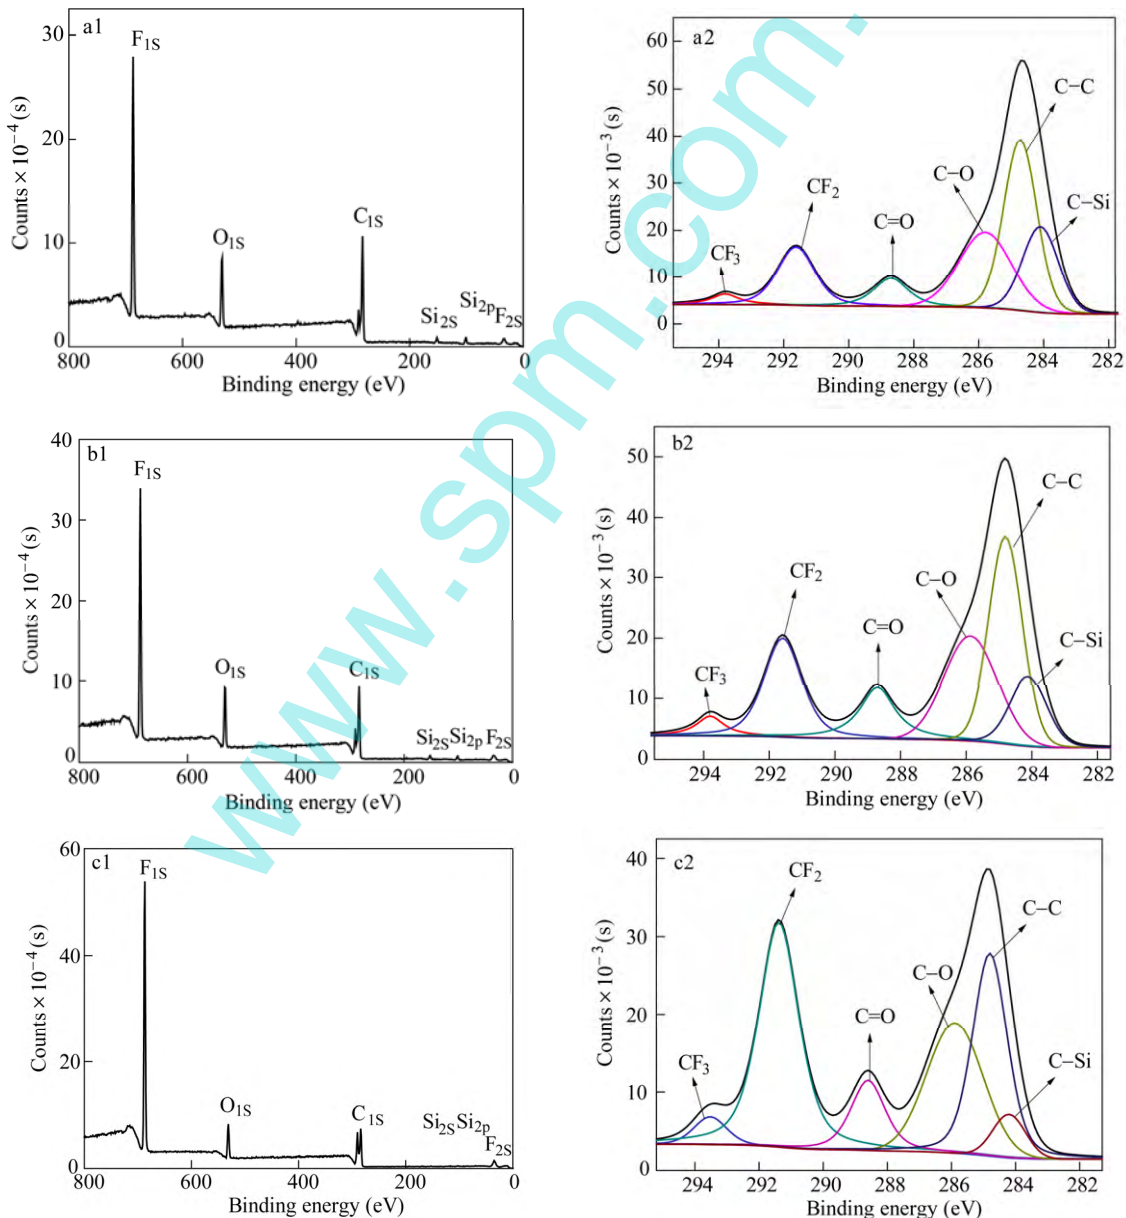 a1
F1S
O1S
C1S
Si2S
Si2p
F2S
30
20
10
0
800
600
400
200
0
Counts × 10−4 (s)
Binding energy (eV)
a2
CF3
CF2
C=O
C−O
C−C
C−Si
60
50
40
30
20
10
0
294
292
290
288
286
284
282
Counts × 10−3 (s)
Binding energy (eV)
b1
F1S
O1S
C1S
Si2S
Si2p
F2S
40
30
20
10
0
800
600
400
200
0
Counts × 10−4 (s)
Binding energy (eV)
b2
CF3
CF2
C=O
C−O
C−C
C−Si
50
40
30
20
10
0
294
292
290
288
286
284
282
Counts × 10−3 (s)
Binding energy (eV)
c1
F1S
O1S
C1S
Si2S
Si2p
F2S
60
40
20
0
800
600
400
200
0
Counts × 10−4 (s)
Binding energy (eV)
c2
CF3
CF2
C=O
C−O
C−C
C−Si
40
30
20
10
0
294
292
290
288
286
284
282
Counts × 10−3 (s)
Binding energy (eV)
www.spm.com.